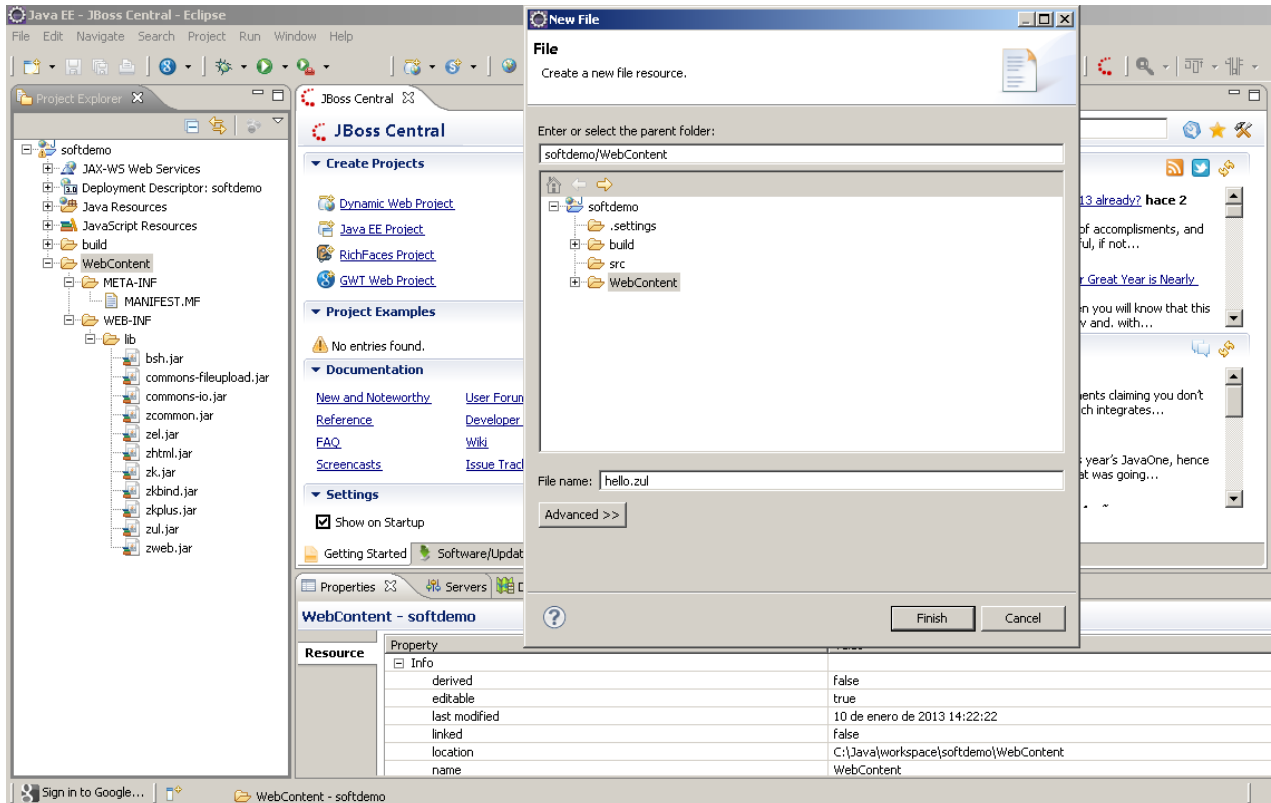 Java EE - JBoss Central - Eclipse
File Edit Navigate Search Project Run Window Help
Project Explorer
softdemo
JAX-WS Web Services
Deployment Descriptor: softdemo
Java Resources
JavaScript Resources
build
WebContent
META-INF
MANIFEST.MF
WEB-INF
lib
bsh.jar
commons-fileupload.jar
commons-io.jar
zcommon.jar
zel.jar
zhtml.jar
zk.jar
zkbind.jar
zkplus.jar
zul.jar
zweb.jar
JBoss Central
JBoss Central
Create Projects
Dynamic Web Project
Java EE Project
RichFaces Project
GWT Web Project
Project Examples
No entries found.
Documentation
New and Noteworthy User Forum
Reference Developer
FAQ Wiki
Screencasts Issue Trac
Settings
Show on Startup
Getting Started Software/Updat
New File
File
Create a new file resource.
Enter or select the parent folder:
softdemo/WebContent
softdemo
.settings
build
src
WebContent
File name: hello.zul
Advanced >>
Finish Cancel
13 already? hace 2
of accomplisments, and
ful, if not...
r Great Year is Nearly
en you will know that this
v and. with...
ents claiming you don't
ch integrates...
s year's JavaOne, hence
at was going...
Properties Servers D
WebContent - softdemo
Resource
Property
Info
derived false
editable true
last modified 10 de enero de 2013 14:22:22
linked false
location C:\Java\workspace\softdemo\WebContent
name WebContent
Sign in to Google... WebContent - softdemo